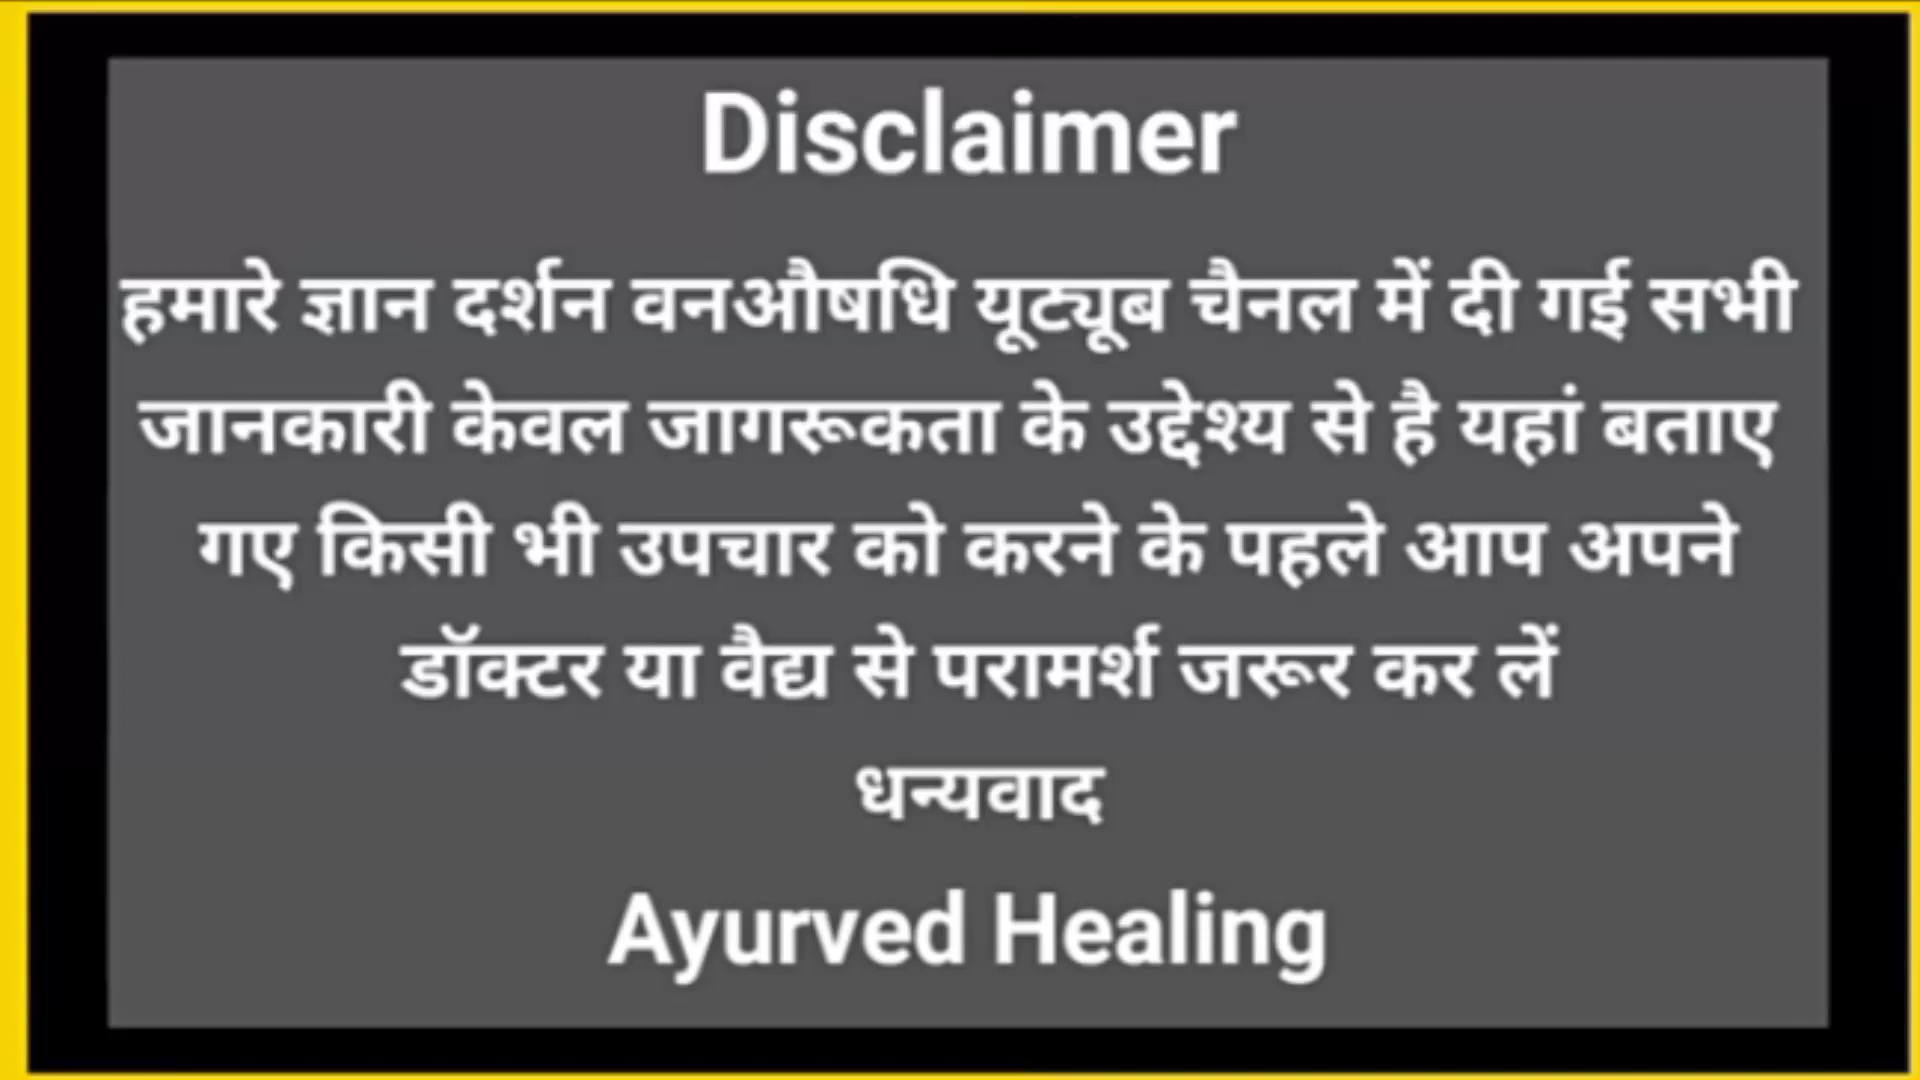 Disclaimer
हमारे ज्ञान दर्शन वनऔषधि यूट्यूब चैनल में दी गई सभी
जानकारी केवल जागरूकता के उद्देश्य से है यहां बताए
गए किसी भी उपचार को करने के पहले आप अपने
डॉक्टर या वैद्य से परामर्श जरूर कर लें
धन्यवाद
Ayurved Healing